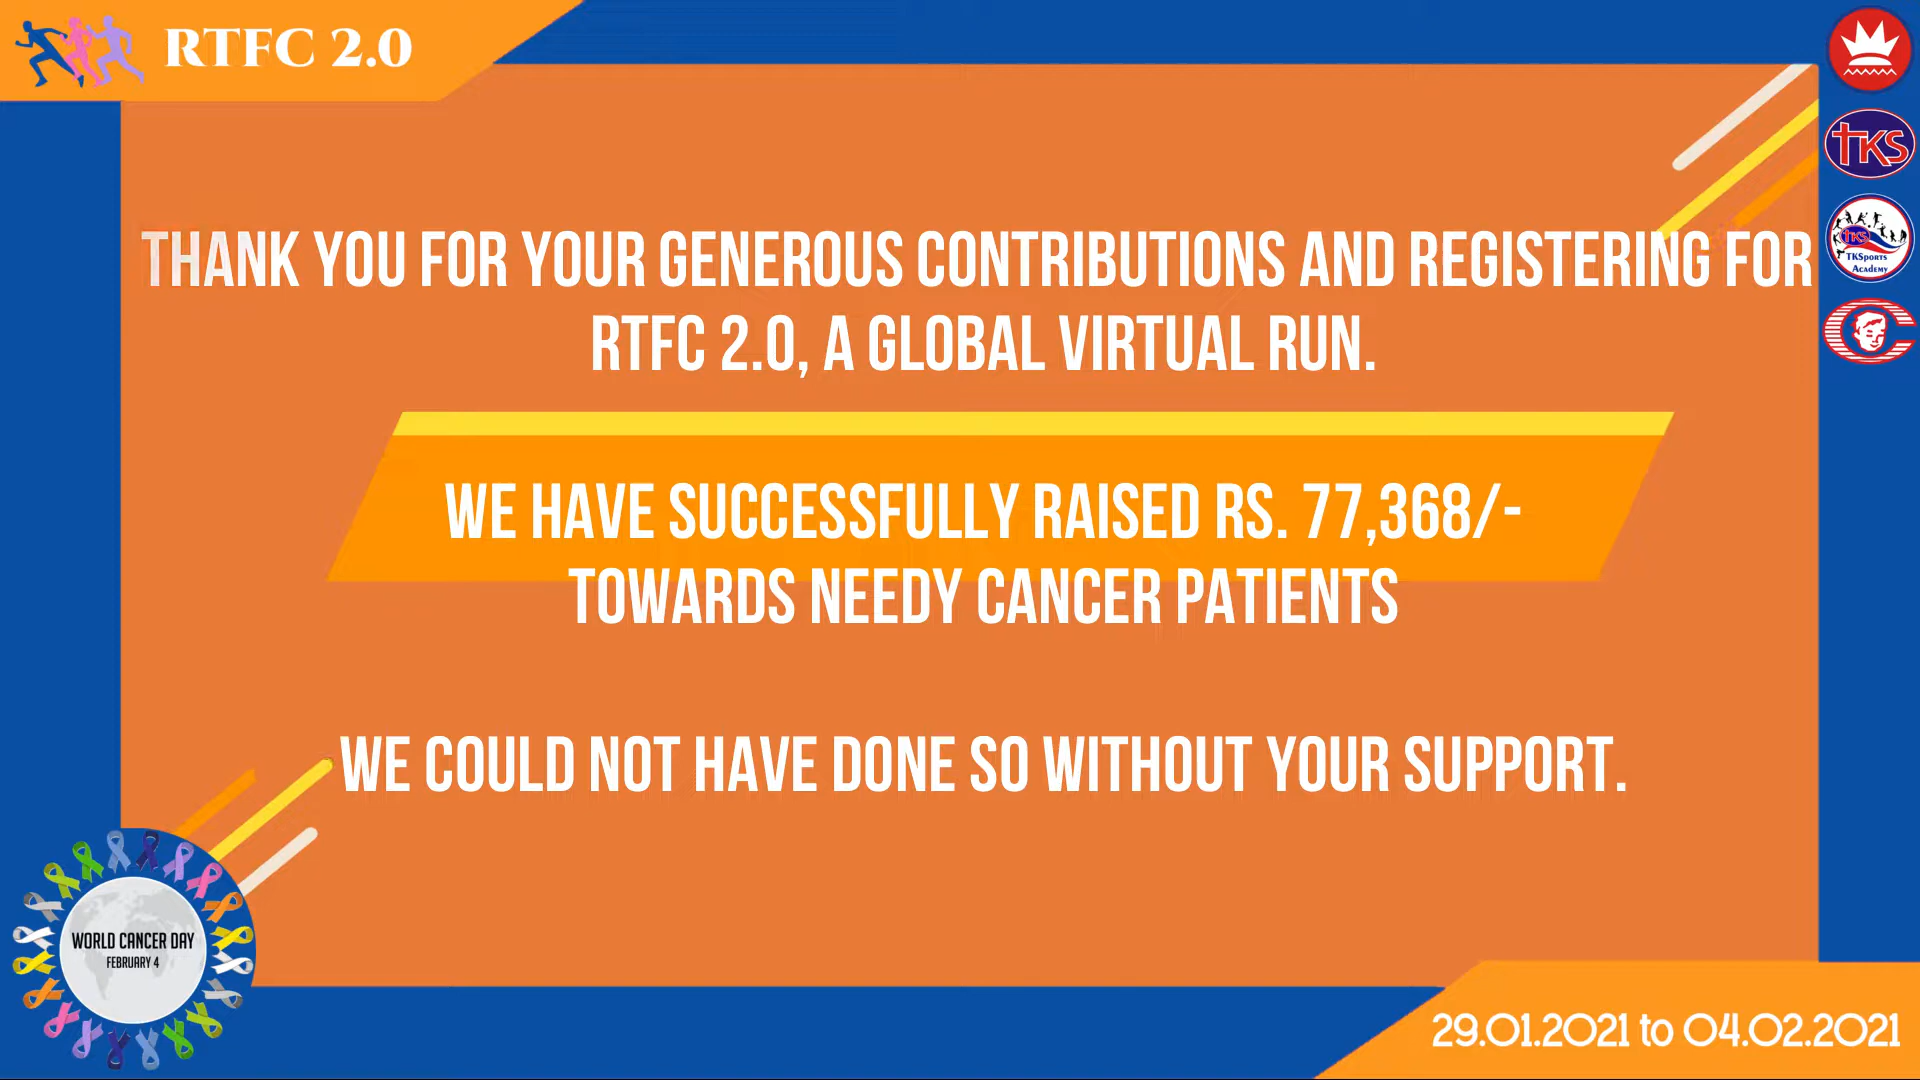 RTFC 2.0
TKS
THANK YOU FOR YOUR GENEROUS CONTRIBUTIONS AND REGISTERING FOR
RTFC 2.0, A GLOBAL VIRTUAL RUN.
TKS
TKSports
Academy
WE HAVE SUCCESSFULLY RAISED RS. 77,368/-
TOWARDS NEEDY CANCER PATIENTS
WE COULD NOT HAVE DONE SO WITHOUT YOUR SUPPORT.
WORLD CANCER DAY
FEBRUARY 4
29.01.2021 to 04.02.2021